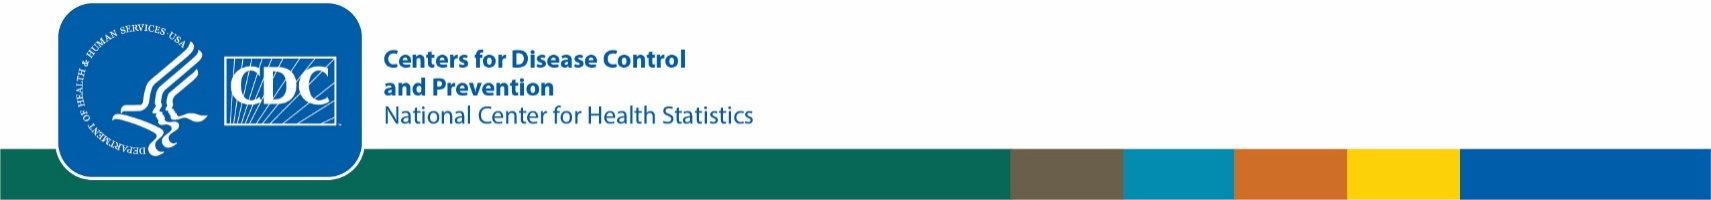 DEPARTMENT OF HEALTH & HUMAN SERVICES·USA
CDC
Centers for Disease Control
and Prevention
National Center for Health Statistics